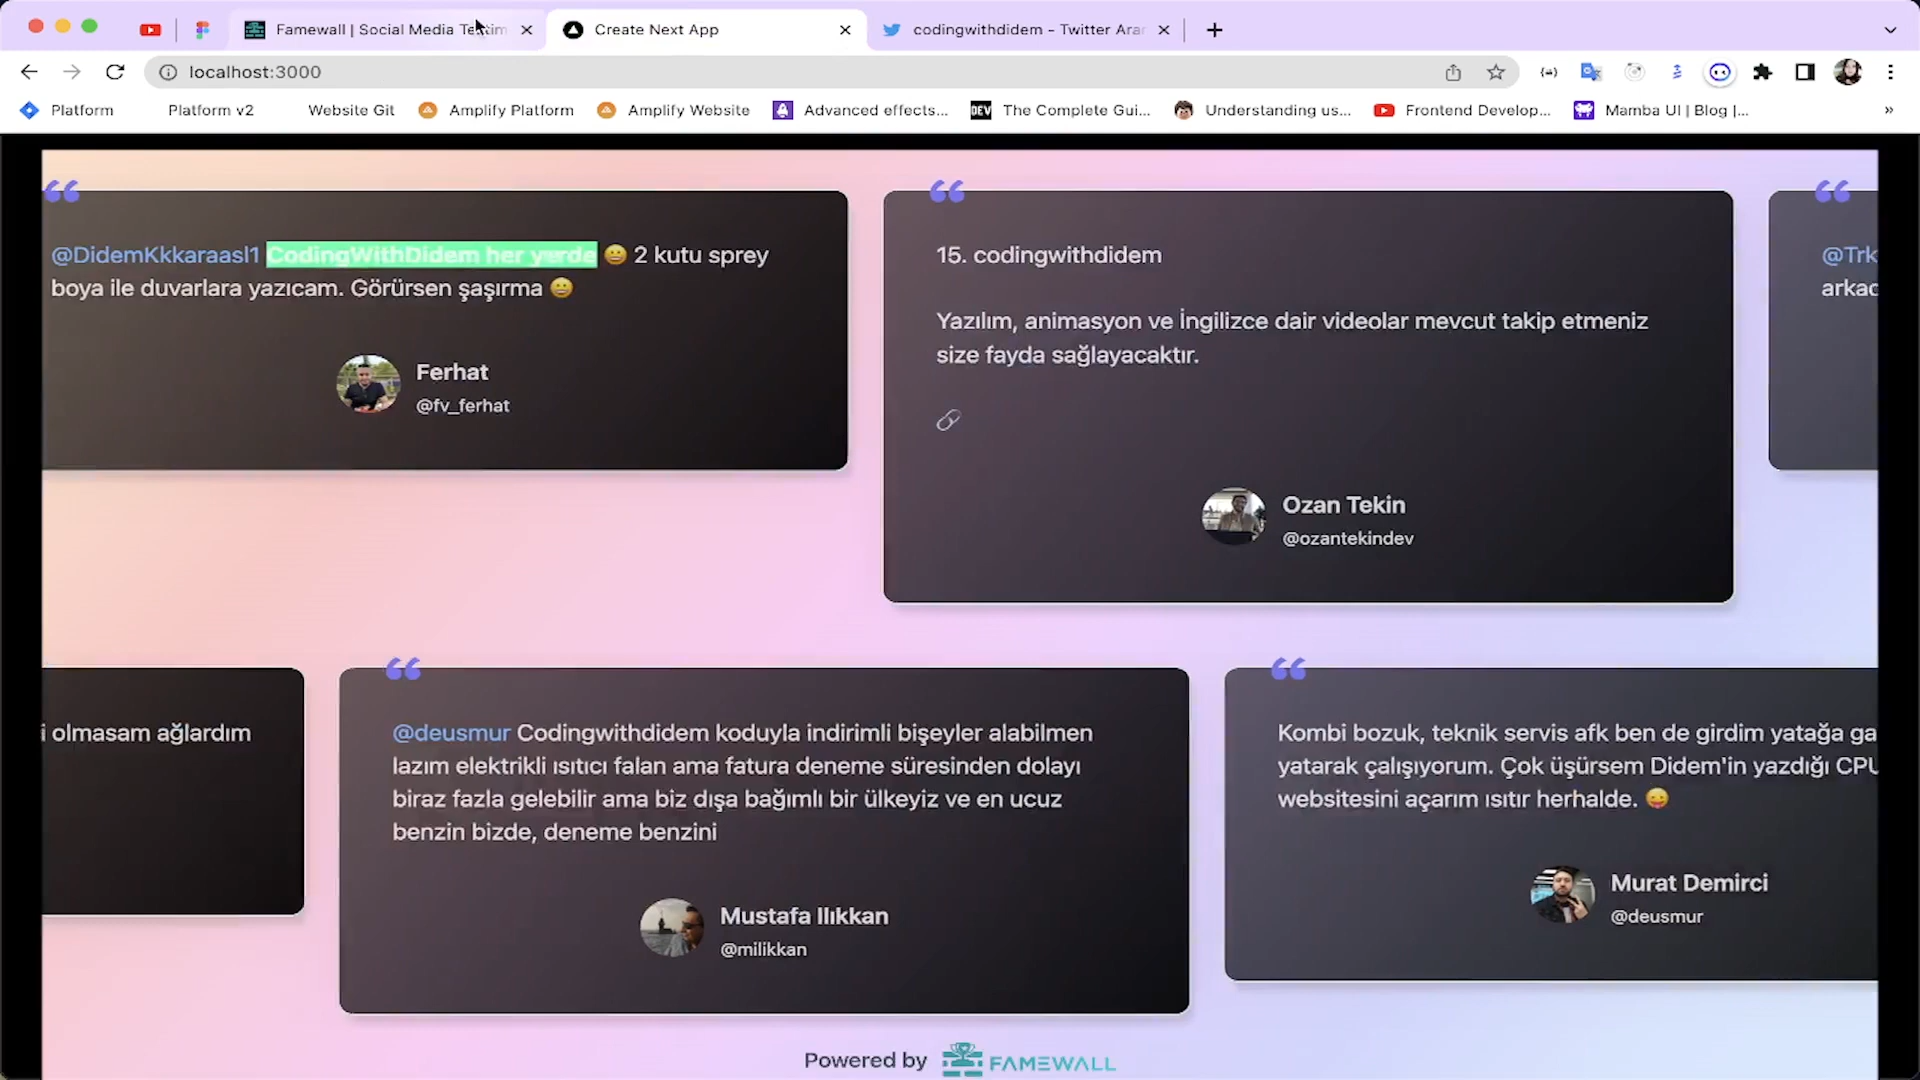 Famewall | Social Media Testim
Create Next App
codingwithdidem - Twitter Arar
localhost:3000
Platform
Platform v2
Website Git
Amplify Platform
Amplify Website
Advanced effects...
DEV
The Complete Gui...
Understanding us...
Frontend Develop...
Mamba UI | Blog |...
»
@DidemKkkaraasl1 CodingWithDidem her yerde 😀 2 kutu sprey
boya ile duvarlara yazıcam. Görürsen şaşırma 😀
Ferhat
@fv_ferhat
15. codingwithdidem
Yazılım, animasyon ve İngilizce dair videolar mevcut takip etmeniz
size fayda sağlayacaktır.
Ozan Tekin
@ozantekindev
@Trk
arkad
i olmasam ağlardım
@deusmur Codingwithdidem koduyla indirimli bişeyler alabilmen
lazım elektrikli ısıtıcı falan ama fatura deneme süresinden dolayı
biraz fazla gelebilir ama biz dışa bağımlı bir ülkeyiz ve en ucuz
benzin bizde, deneme benzini
Mustafa Ilıkkan
@milikkan
Kombi bozuk, teknik servis afk ben de girdim yatağa ga
yatarak çalışıyorum. Çok üşürsem Didem'in yazdığı CPU
websitesini açarım ısıtır herhalde. 😛
Murat Demirci
@deusmur
Powered by FAMEWALL